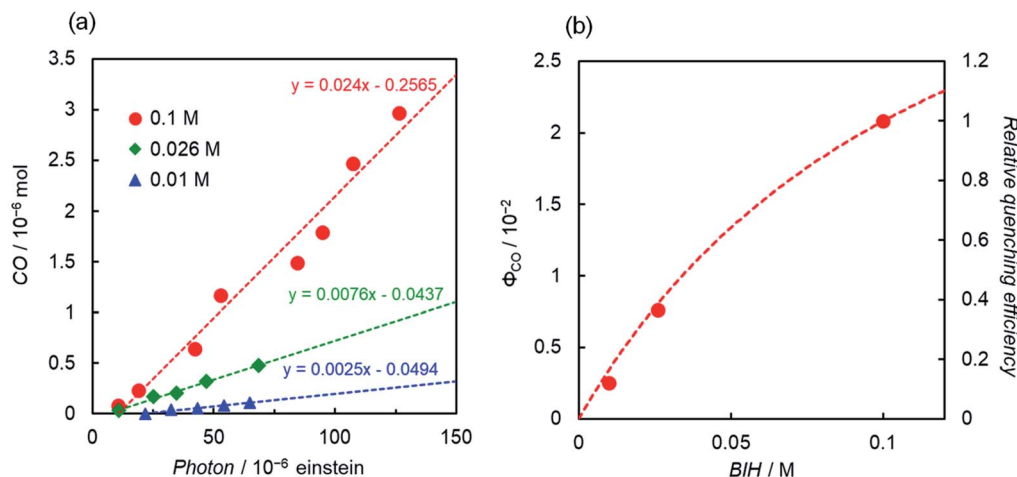 (a)
3.5
3
2.5
2
1.5
1
0.5
0
CO / 10⁻⁶ mol
0.1 M
0.026 M
0.01 M
y = 0.024x - 0.2565
y = 0.0076x - 0.0437
y = 0.0025x - 0.0494
0 50 100 150
Photon / 10⁻⁶ einstein
(b)
2.5
2
1.5
1
0.5
0
Φ_CO / 10⁻²
1.2
1
0.8
0.6
0.4
0.2
0
Relative quenching efficiency
0 0.05 0.1
BIH / M